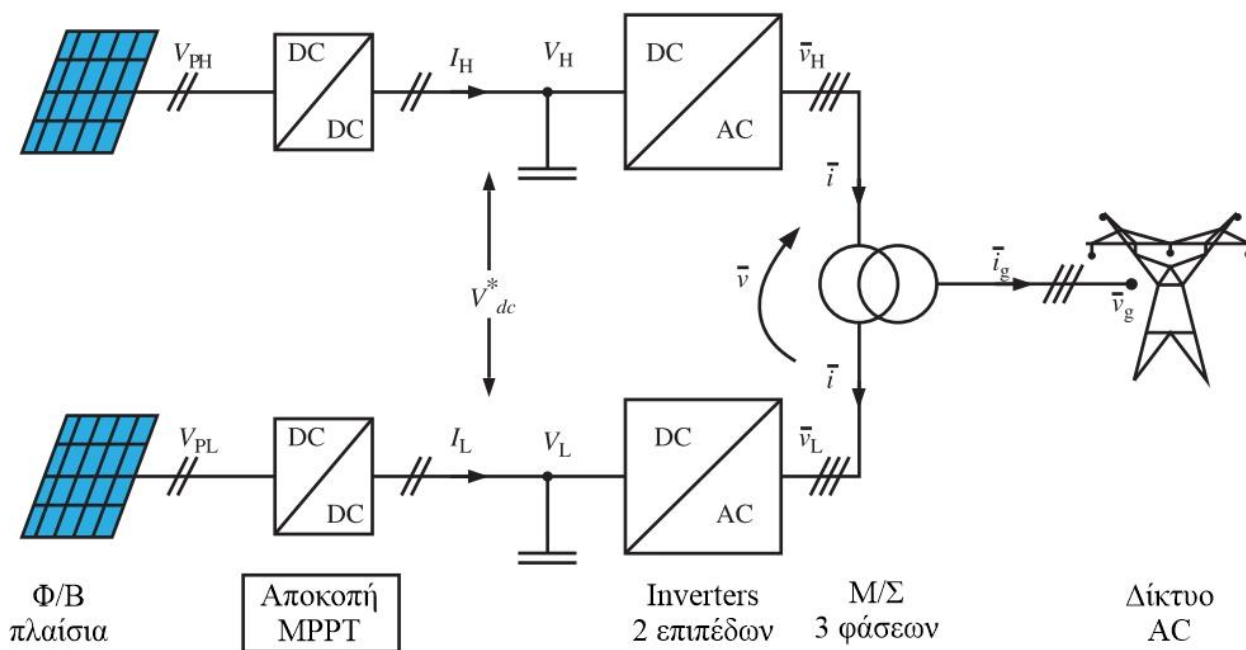 V_PH
DC
DC
I_H
V_H
DC
AC
v̄_H
ī
V*_dc
v̄
ī_g
v̄_g
ī
V_PL
DC
DC
I_L
V_L
DC
AC
v̄_L
Φ/Β
πλαίσια
Αποκοπή
MPPT
Inverters
2 επιπέδων
Μ/Σ
3 φάσεων
Δίκτυο
AC